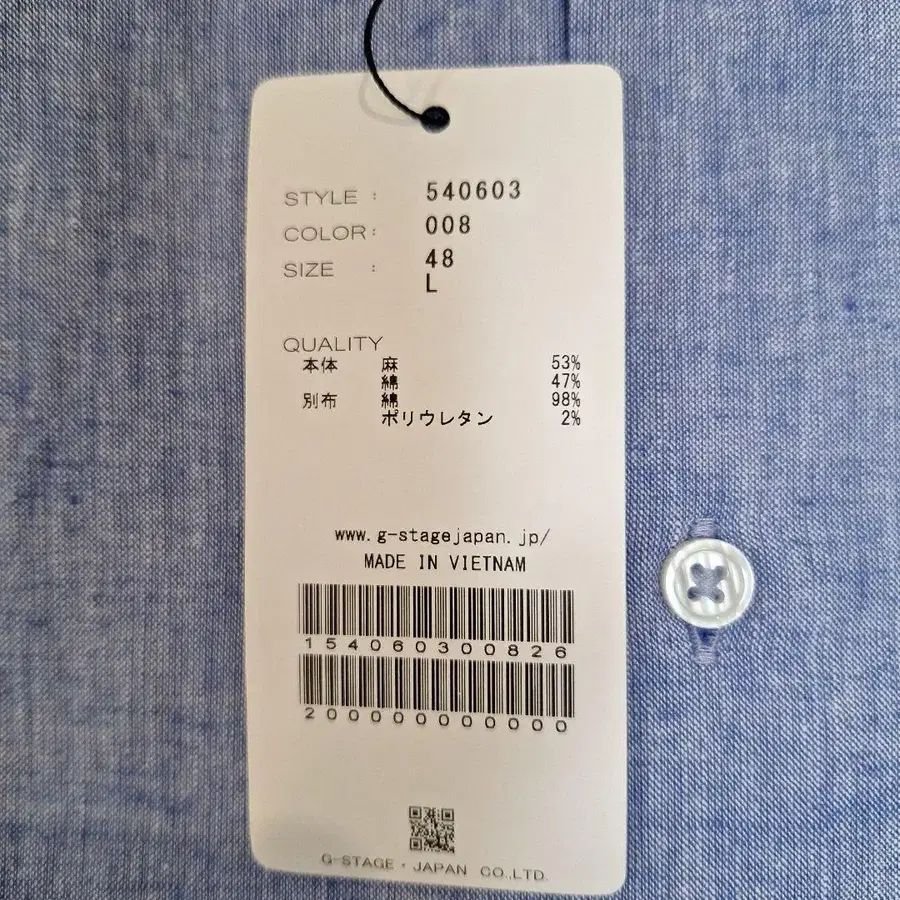 STYLE : 540603
COLOR: 008
SIZE : 48
L
QUALITY
本体 麻 53%
綿 47%
別布 綿 98%
ポリウレタン 2%
www.g-stagejapan.jp/
MADE IN VIETNAM
154060300826
200000000000
G-STAGE・JAPAN CO.,LTD.